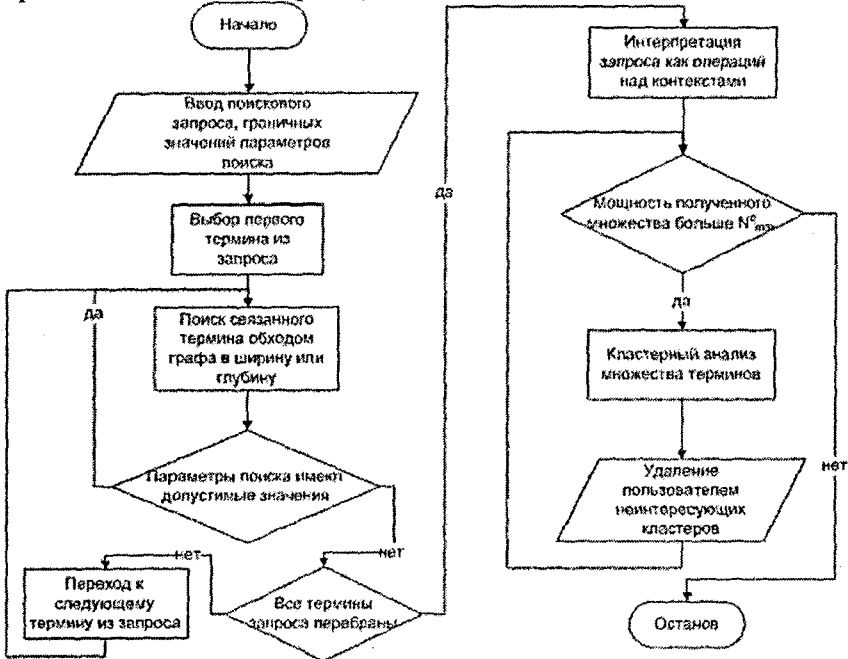 Начало
Ввод поискового
запроса, граничных
значений параметров
поиска
Выбор первого
термина из
запроса
да
Поиск связанного
термина обходом
графа в ширину или
глубину
Параметры поиска имеют
допустимые значения
нет
нет
Переход к
следующему
термину из запроса
Все термины
запроса перебраны
да
Интерпретация
запроса как операций
над контекстами
Мощность полученного
множества больше
да
Кластерный анализ
множества терминов
Удаление
пользователем
неинтересующих
кластеров
нет
Останов